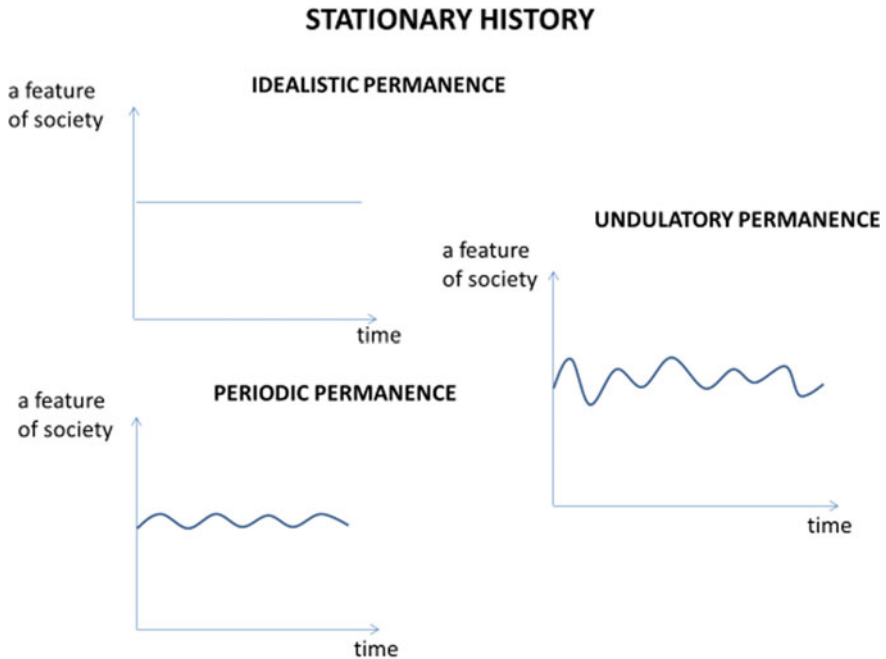 STATIONARY HISTORY
IDEALISTIC PERMANENCE
a feature
of society
time
UNDULATORY PERMANENCE
a feature
of society
time
PERIODIC PERMANENCE
a feature
of society
time